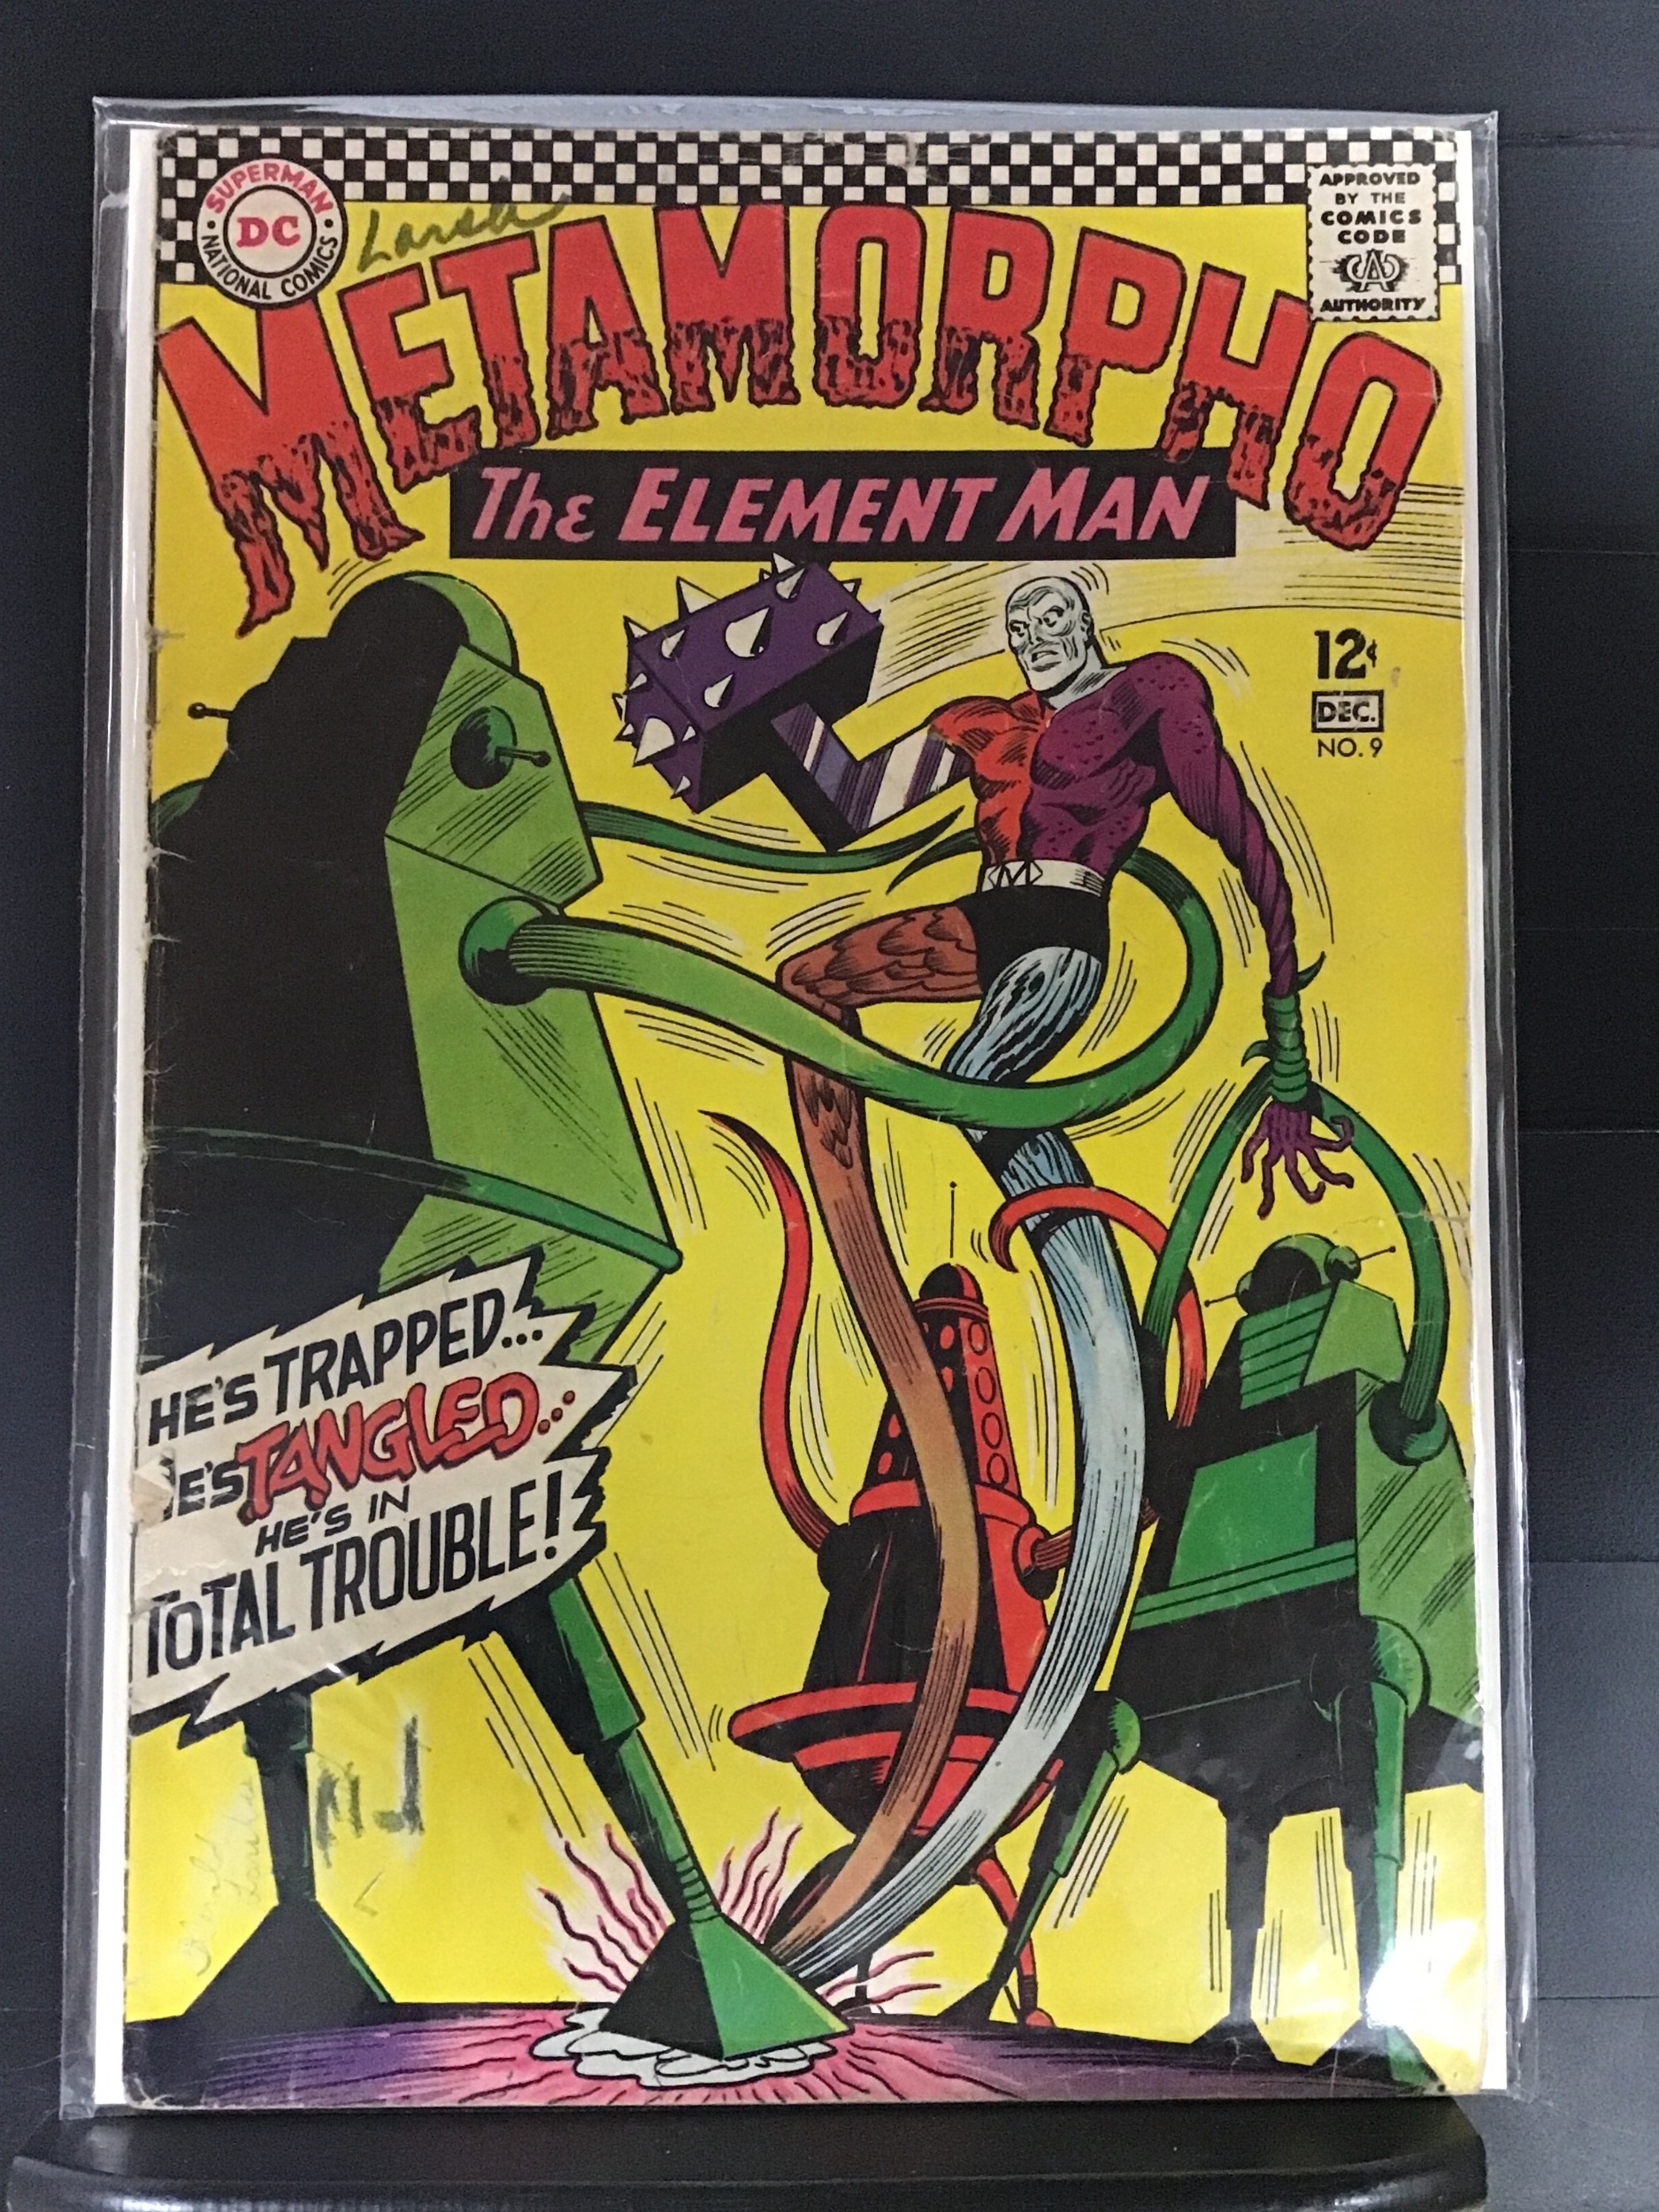 SUPERMAN
DC
NATIONAL COMICS
APPROVED
BY THE
COMICS
CODE
AUTHORITY
METAMORPHO
The ELEMENT MAN
12¢
DEC.
NO. 9
M
HE'S TRAPPED...
HE'S TANGLED...
HE'S IN
TOTAL TROUBLE!